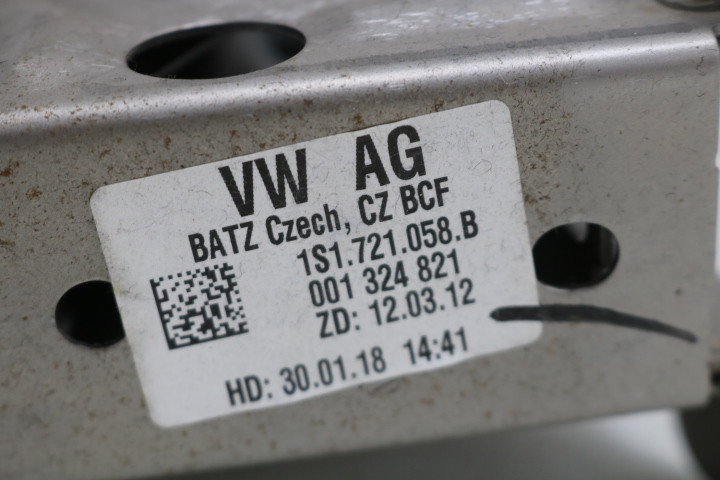 VW AG
BATZ Czech, CZ BCF
1S1.721.058.B
001 324 821
ZD: 12.03.12
HD: 30.01.18 14:41